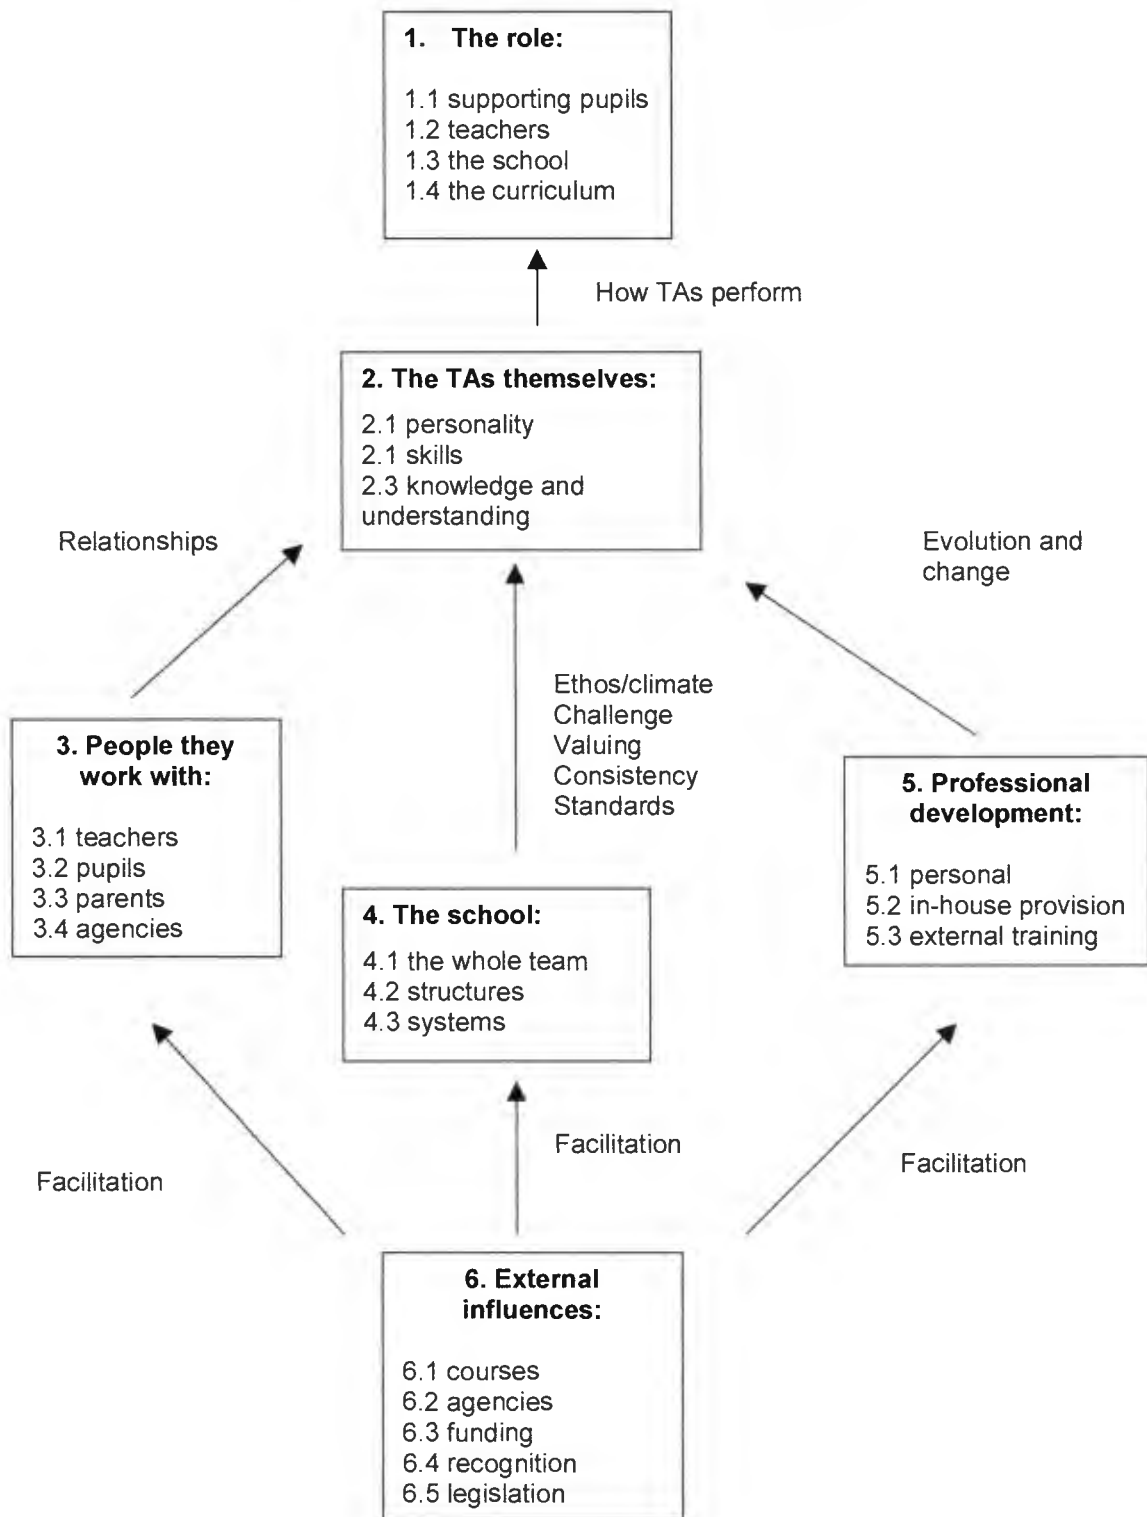 1. The role:
1.1 supporting pupils
1.2 teachers
1.3 the school
1.4 the curriculum
How TAs perform
2. The TAs themselves:
2.1 personality
2.1 skills
2.3 knowledge and
understanding
Relationships
Evolution and
change
Ethos/climate
Challenge
Valuing
Consistency
Standards
3. People they
work with:
3.1 teachers
3.2 pupils
3.3 parents
3.4 agencies
4. The school:
4.1 the whole team
4.2 structures
4.3 systems
5. Professional
development:
5.1 personal
5.2 in-house provision
5.3 external training
Facilitation
Facilitation
Facilitation
6. External
influences:
6.1 courses
6.2 agencies
6.3 funding
6.4 recognition
6.5 legislation